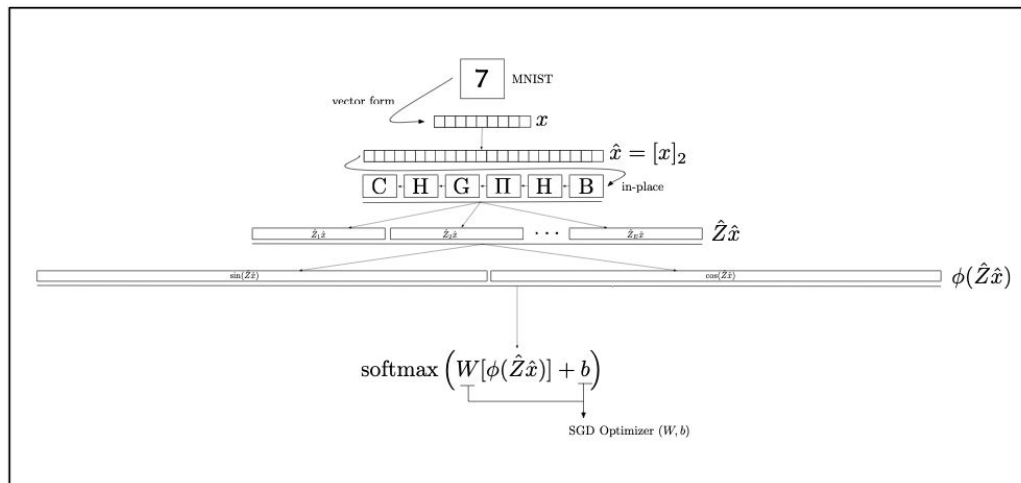 7 MNIST
vector form
x
x̂ = [x]₂
C H G Π H B
in-place
Ẑ₁x̂ Ẑ₂x̂ · · · Ẑ_E x̂ Ẑx̂
sin(Ẑx̂) cos(Ẑx̂) ϕ(Ẑx̂)
softmax (W[ϕ(Ẑx̂)] + b)
SGD Optimizer (W, b)